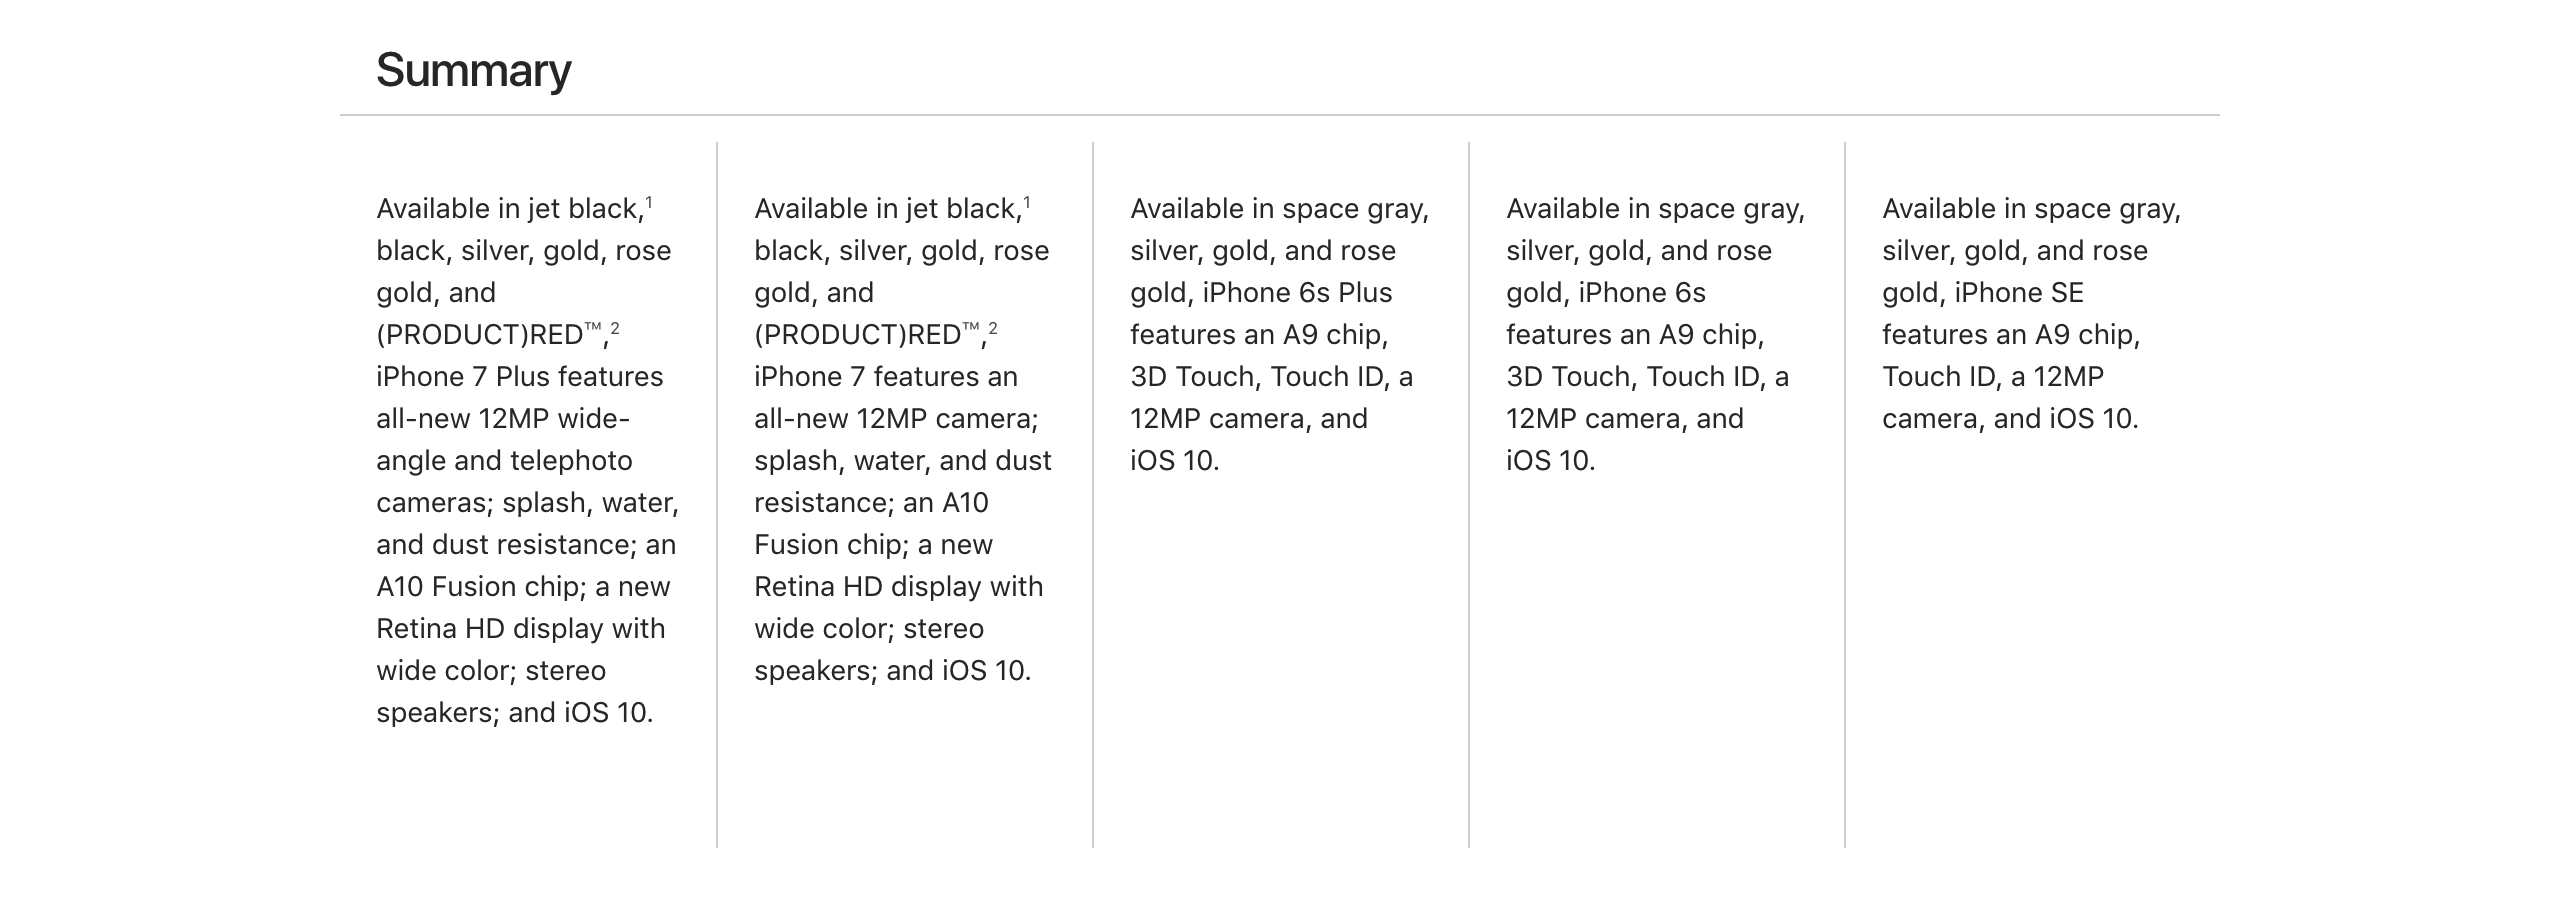 Summary
Available in jet black,1
black, silver, gold, rose
gold, and
(PRODUCT)RED™,2
iPhone 7 Plus features
all-new 12MP wide-
angle and telephoto
cameras; splash, water,
and dust resistance; an
A10 Fusion chip; a new
Retina HD display with
wide color; stereo
speakers; and iOS 10.
Available in jet black,1
black, silver, gold, rose
gold, and
(PRODUCT)RED™,2
iPhone 7 features an
all-new 12MP camera;
splash, water, and dust
resistance; an A10
Fusion chip; a new
Retina HD display with
wide color; stereo
speakers; and iOS 10.
Available in space gray,
silver, gold, and rose
gold, iPhone 6s Plus
features an A9 chip,
3D Touch, Touch ID, a
12MP camera, and
iOS 10.
Available in space gray,
silver, gold, and rose
gold, iPhone 6s
features an A9 chip,
3D Touch, Touch ID, a
12MP camera, and
iOS 10.
Available in space gray,
silver, gold, and rose
gold, iPhone SE
features an A9 chip,
Touch ID, a 12MP
camera, and iOS 10.